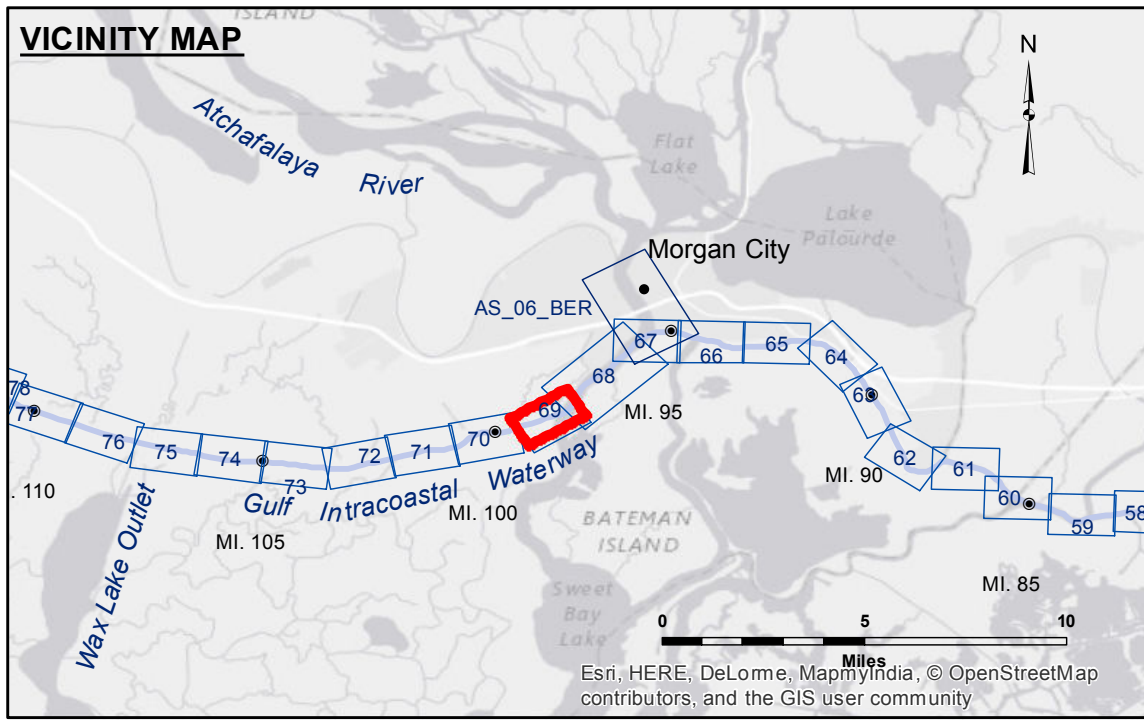 ISLAND
VICINITY MAP
N
Atchafalaya
River
Flat
Lake
Lake
Palourde
Morgan City
AS_06_BER
67
66
65
64
68
63
69
MI. 95
78
77
76
75
74
73
72
71
70
62
61
60
59
58
MI. 90
. 110
Wax Lake Outlet
Gulf Intracoastal Waterway
MI. 105
MI. 100
BATEMAN
ISLAND
Sweet
Bay
Lake
MI. 85
0 5 10
Miles
Esri, HERE, DeLorme, MapmyIndia, © OpenStreetMap
contributors, and the GIS user community